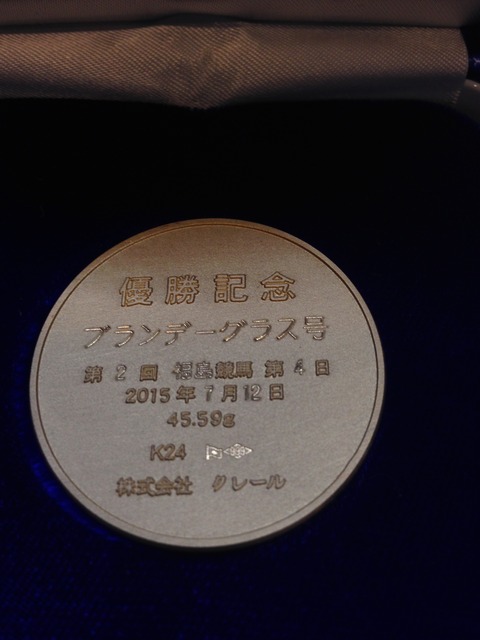 優勝記念
ブランデーグラス号
第2回 福島競馬 第4日
2015年7月12日
45.59g
K24
株式会社 クレール